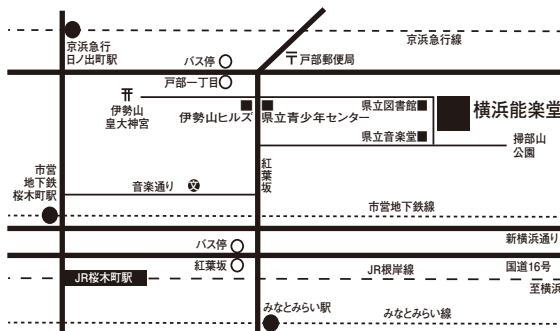 京浜急行線
京浜急行
日ノ出町駅
バス停
〒戸部郵便局
戸部一丁目
伊勢山
皇大神宮
伊勢山ヒルズ
県立青少年センター
県立図書館
横浜能楽堂
県立音楽堂
掃部山
公園
市営
地下鉄
桜木町駅
音楽通り
文
紅葉坂
市営地下鉄線
新横浜通り
バス停
紅葉坂
JR桜木町駅
JR根岸線
国道16号
至横浜
みなとみらい駅
みなとみらい線